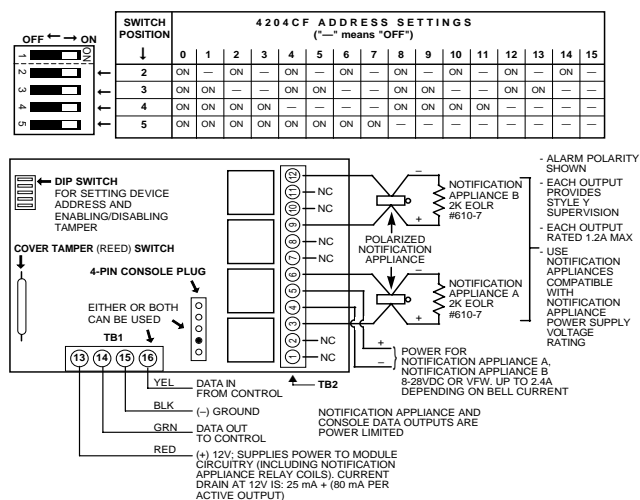 SWITCH POSITION ↓
4204CF ADDRESS SETTINGS
("—" means "OFF")
0 1 2 3 4 5 6 7 8 9 10 11 12 13 14 15
2 ON — ON — ON — ON — ON — ON — ON — ON —
3 ON ON — — ON ON — — ON ON — — ON ON — —
4 ON ON ON ON — — — — ON ON ON ON — — — —
5 ON ON ON ON ON ON ON ON — — — — — — — —
OFF ← → ON
ON
1
2
3
4
5
DIP SWITCH
FOR SETTING DEVICE
ADDRESS AND
ENABLING/DISABLING
TAMPER
COVER TAMPER (REED) SWITCH
4-PIN CONSOLE PLUG
EITHER OR BOTH
CAN BE USED
TB1
13 14 15 16
12
11 NC
10 NC
9
8 NC
7 NC
6
5
4
3
2 NC
1 NC
TB2
–
+
NOTIFICATION
APPLIANCE B
2K EOLR
#610-7
POLARIZED
NOTIFICATION
APPLIANCE
–
+
NOTIFICATION
APPLIANCE A
2K EOLR
#610-7
- ALARM POLARITY
SHOWN
- EACH OUTPUT
PROVIDES
STYLE Y
SUPERVISION
- EACH OUTPUT
RATED 1.2A MAX
- USE
NOTIFICATION
APPLIANCES
COMPATIBLE
WITH
NOTIFICATION
APPLIANCE
POWER SUPPLY
VOLTAGE
RATING
+
–
POWER FOR
NOTIFICATION APPLIANCE A,
NOTIFICATION APPLIANCE B
8-28VDC OR VFW. UP TO 2.4A
DEPENDING ON BELL CURRENT
YEL DATA IN
FROM CONTROL
BLK (–) GROUND
GRN DATA OUT
TO CONTROL
RED (+) 12V; SUPPLIES POWER TO MODULE
CIRCUITRY (INCLUDING NOTIFICATION
APPLIANCE RELAY COILS). CURRENT
DRAIN AT 12V IS: 25 mA + (80 mA PER
ACTIVE OUTPUT)
NOTIFICATION APPLIANCE AND
CONSOLE DATA OUTPUTS ARE
POWER LIMITED